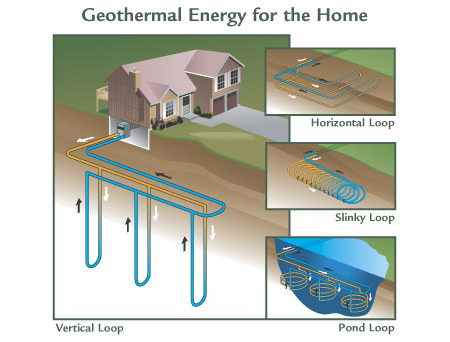 Geothermal Energy for the Home
Horizontal Loop
Slinky Loop
Vertical Loop
Pond Loop